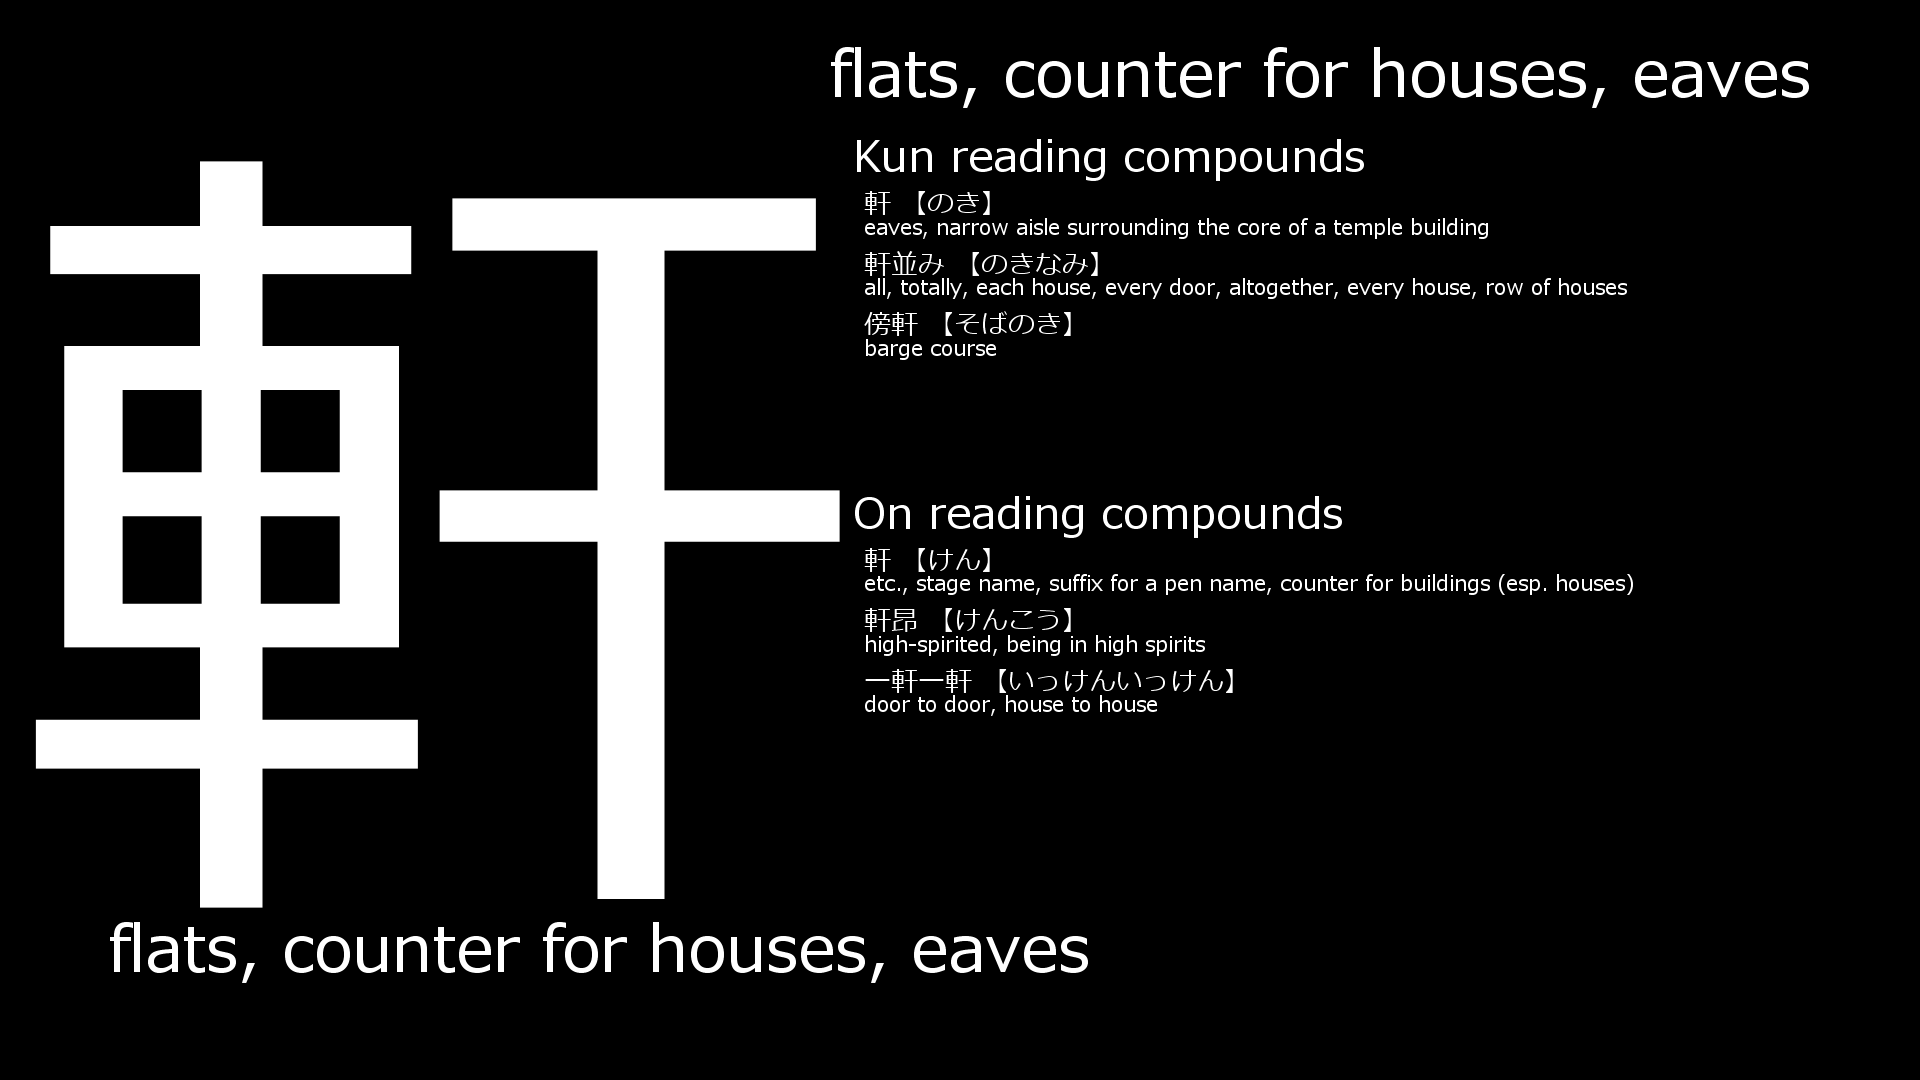 軒
flats, counter for houses, eaves
flats, counter for houses, eaves
Kun reading compounds
軒 【のき】
eaves, narrow aisle surrounding the core of a temple building
軒並み 【のきなみ】
all, totally, each house, every door, altogether, every house, row of houses
傍軒 【そばのき】
barge course
On reading compounds
軒 【けん】
etc., stage name, suffix for a pen name, counter for buildings (esp. houses)
軒昂 【けんこう】
high-spirited, being in high spirits
一軒一軒 【いっけんいっけん】
door to door, house to house